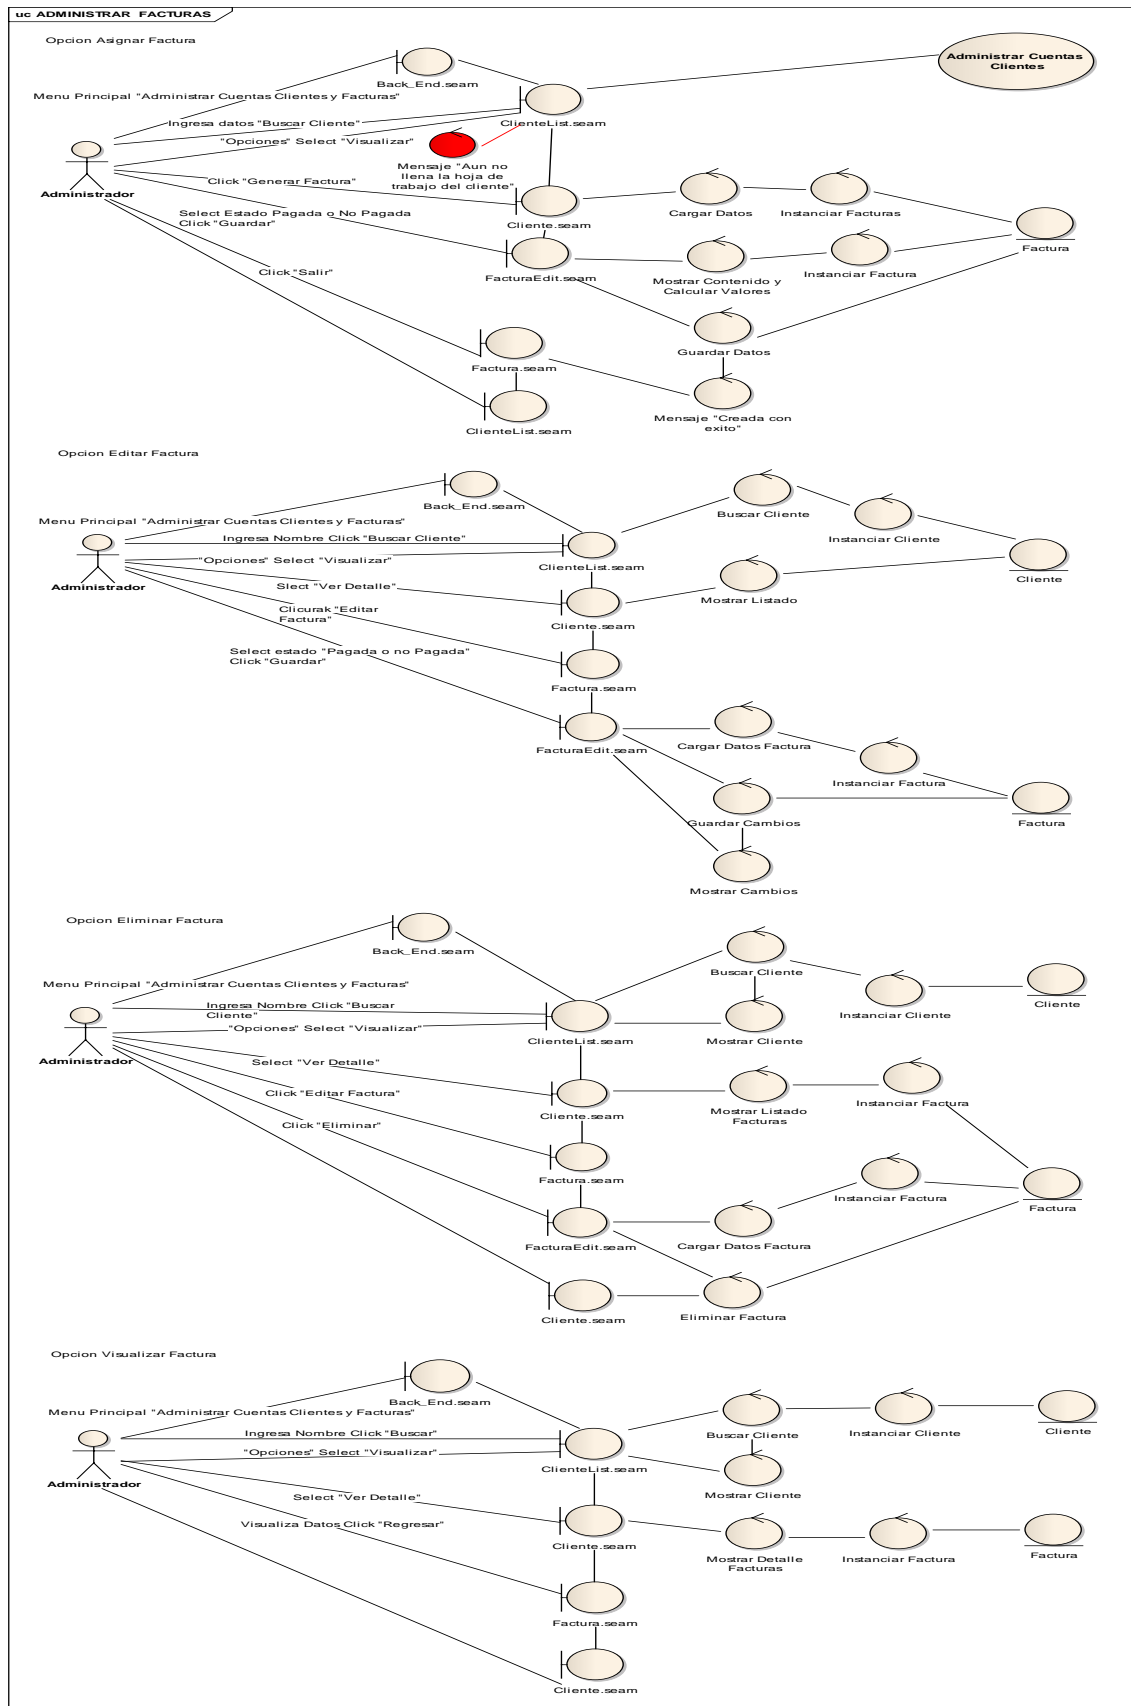 uc ADMINISTRAR FACTURAS
Opcion Asignar Factura
Administrar Cuentas
Clientes
Back_End.seam
Menu Principal "Administrar Cuentas Clientes y Facturas"
Ingresa datos "Buscar Cliente"
ClienteList.seam
"Opciones" Select "Visualizar"
Mensaje "Aun no
llena la hoja de
trabajo del cliente"
Administrador
Click "Generar Factura"
Cargar Datos
Instanciar Facturas
Select Estado Pagada o No Pagada
Click "Guardar"
Cliente.seam
Factura
Click "Salir"
FacturaEdit.seam
Mostrar Contenido y
Calcular Valores
Instanciar Factura
Guardar Datos
Factura.seam
Mensaje "Creada con
exito"
ClienteList.seam
Opcion Editar Factura
Back_End.seam
Buscar Cliente
Menu Principal "Administrar Cuentas Clientes y Facturas"
Ingresa Nombre Click "Buscar Cliente"
Instanciar Cliente
"Opciones" Select "Visualizar"
ClienteList.seam
Cliente
Administrador
Slect "Ver Detalle"
Mostrar Listado
Clicurak "Editar
Factura"
Cliente.seam
Select estado "Pagada o no Pagada"
Click "Guardar"
Factura.seam
FacturaEdit.seam
Cargar Datos Factura
Instanciar Factura
Guardar Cambios
Factura
Mostrar Cambios
Opcion Eliminar Factura
Back_End.seam
Buscar Cliente
Menu Principal "Administrar Cuentas Clientes y Facturas"
Ingresa Nombre Click "Buscar
Cliente"
Instanciar Cliente
Cliente
"Opciones" Select "Visualizar"
ClienteList.seam
Mostrar Cliente
Administrador
Select "Ver Detalle"
Click "Editar Factura"
Cliente.seam
Mostrar Listado
Facturas
Instanciar Factura
Click "Eliminar"
Factura.seam
Instanciar Factura
Factura
FacturaEdit.seam
Cargar Datos Factura
Cliente.seam
Eliminar Factura
Opcion Visualizar Factura
Back_End.seam
Menu Principal "Administrar Cuentas Clientes y Facturas"
Ingresa Nombre Click "Buscar"
Buscar Cliente
Instanciar Cliente
Cliente
"Opciones" Select "Visualizar"
ClienteList.seam
Administrador
Mostrar Cliente
Select "Ver Detalle"
Visualiza Datos Click "Regresar"
Cliente.seam
Mostrar Detalle
Facturas
Instanciar Factura
Factura
Factura.seam
Cliente.seam